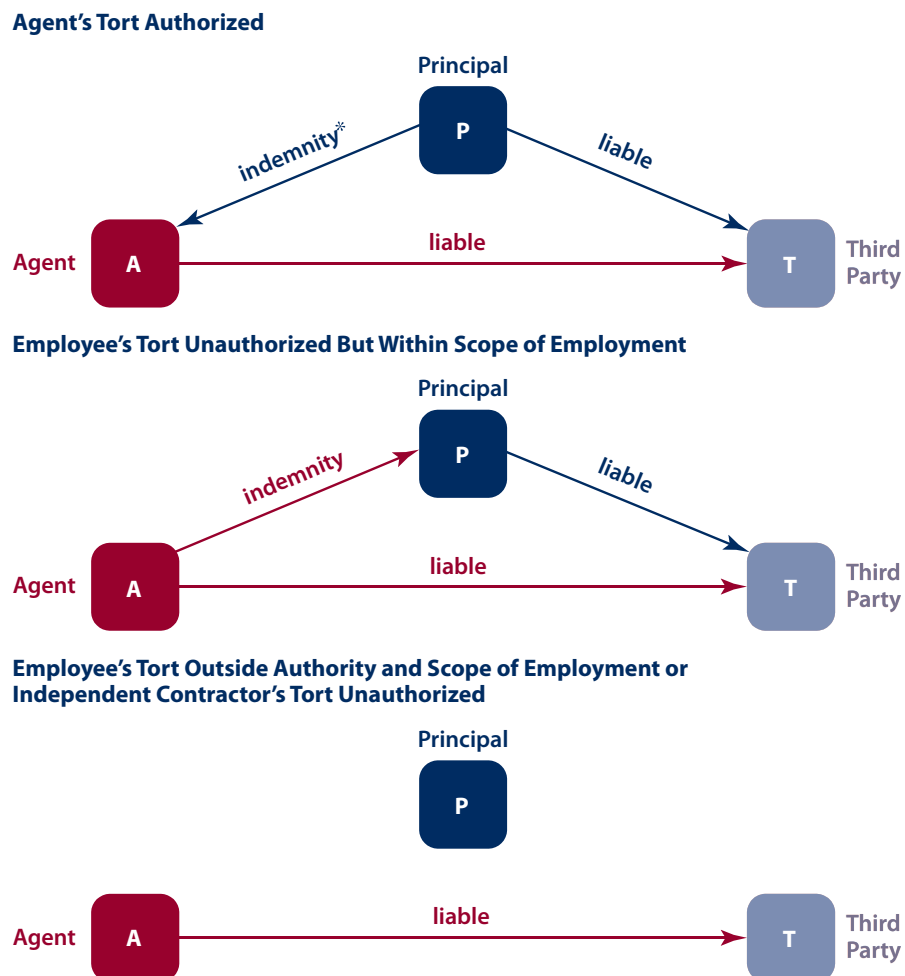 Agent’s Tort Authorized
Principal
P
indemnity*
liable
Agent
A
liable
T
Third
Party
Employee’s Tort Unauthorized But Within Scope of Employment
Principal
P
indemnity
liable
Agent
A
liable
T
Third
Party
Employee’s Tort Outside Authority and Scope of Employment or
Independent Contractor’s Tort Unauthorized
Principal
P
Agent
A
liable
T
Third
Party